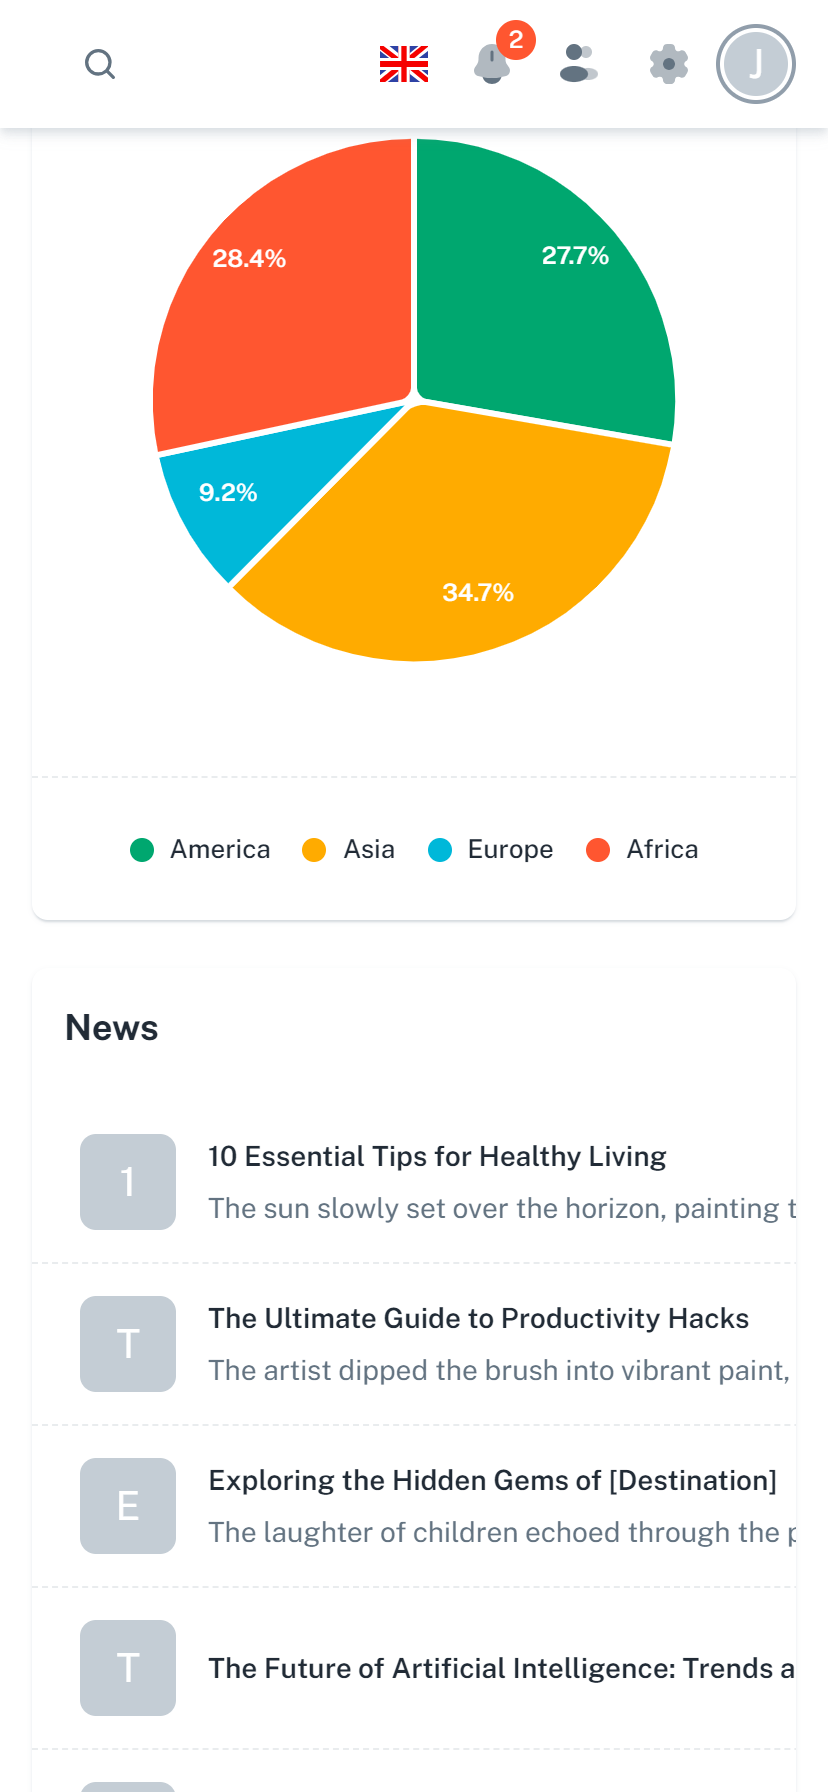 2
J
28.4%
27.7%
9.2%
34.7%
America
Asia
Europe
Africa
News
1
10 Essential Tips for Healthy Living
The sun slowly set over the horizon, painting t
T
The Ultimate Guide to Productivity Hacks
The artist dipped the brush into vibrant paint,
E
Exploring the Hidden Gems of [Destination]
The laughter of children echoed through the p
T
The Future of Artificial Intelligence: Trends a